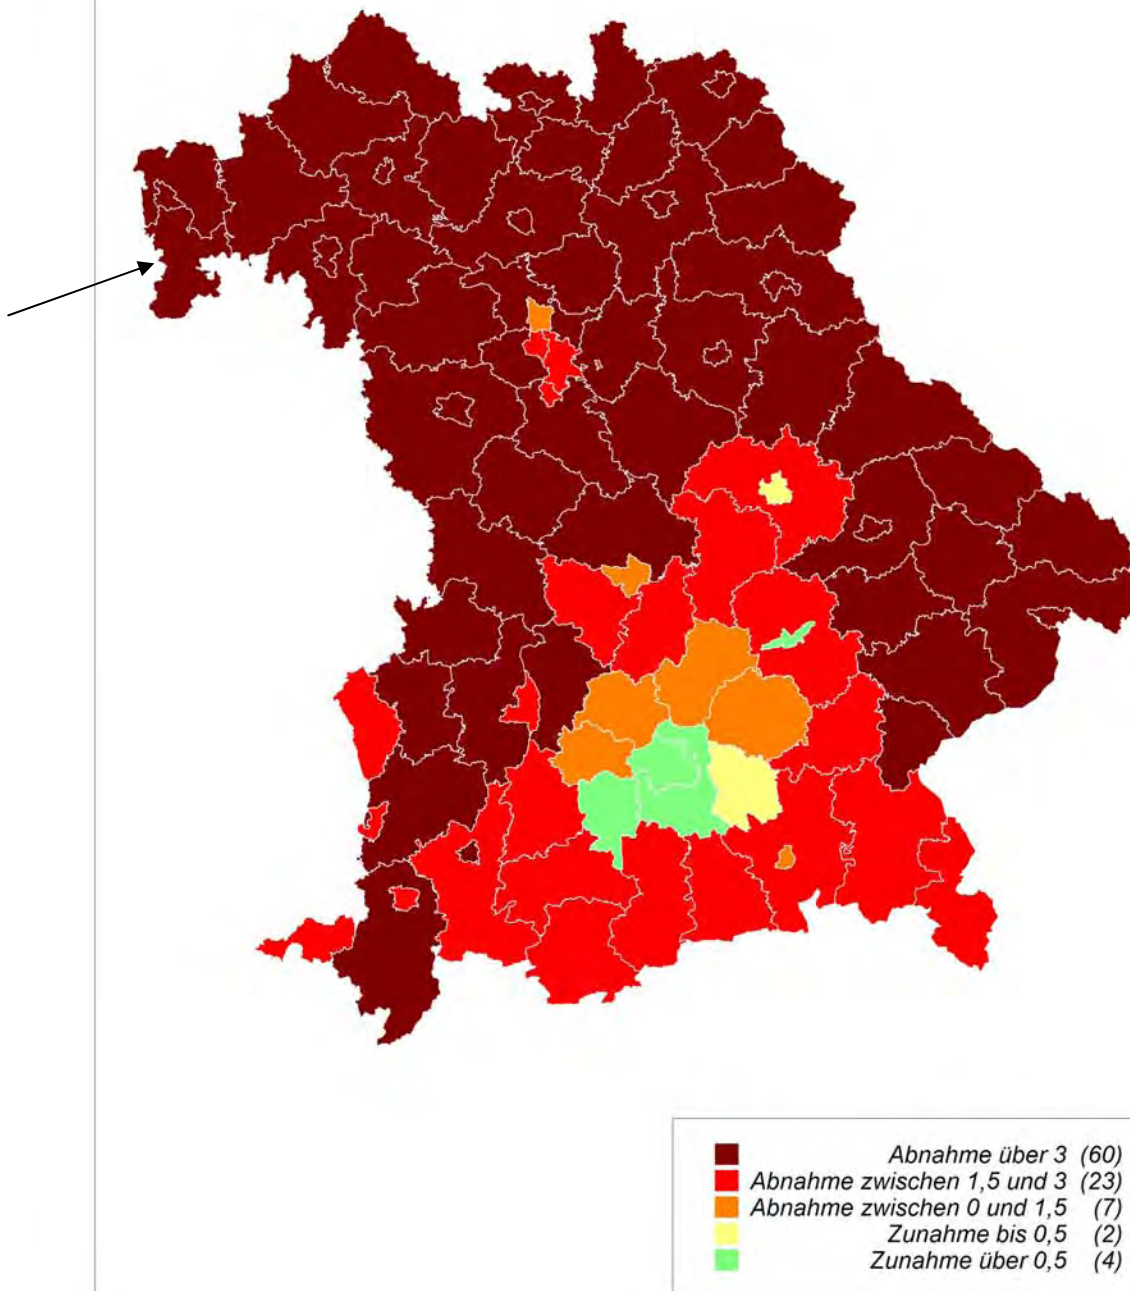 Abnahme über 3 (60)
Abnahme zwischen 1,5 und 3 (23)
Abnahme zwischen 0 und 1,5 (7)
Zunahme bis 0,5 (2)
Zunahme über 0,5 (4)